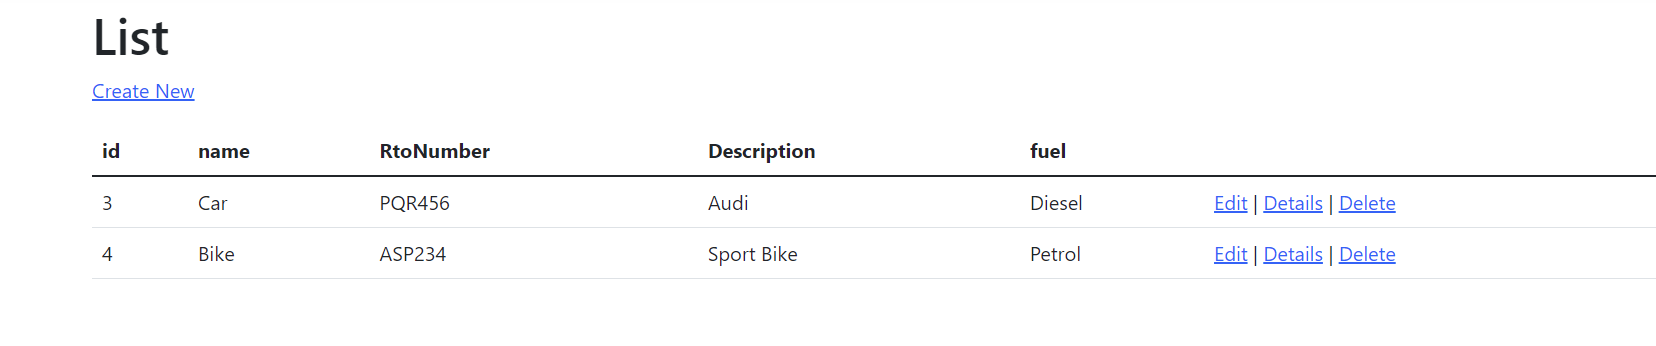 List
Create New
id name RtoNumber Description fuel
3 Car PQR456 Audi Diesel Edit | Details | Delete
4 Bike ASP234 Sport Bike Petrol Edit | Details | Delete